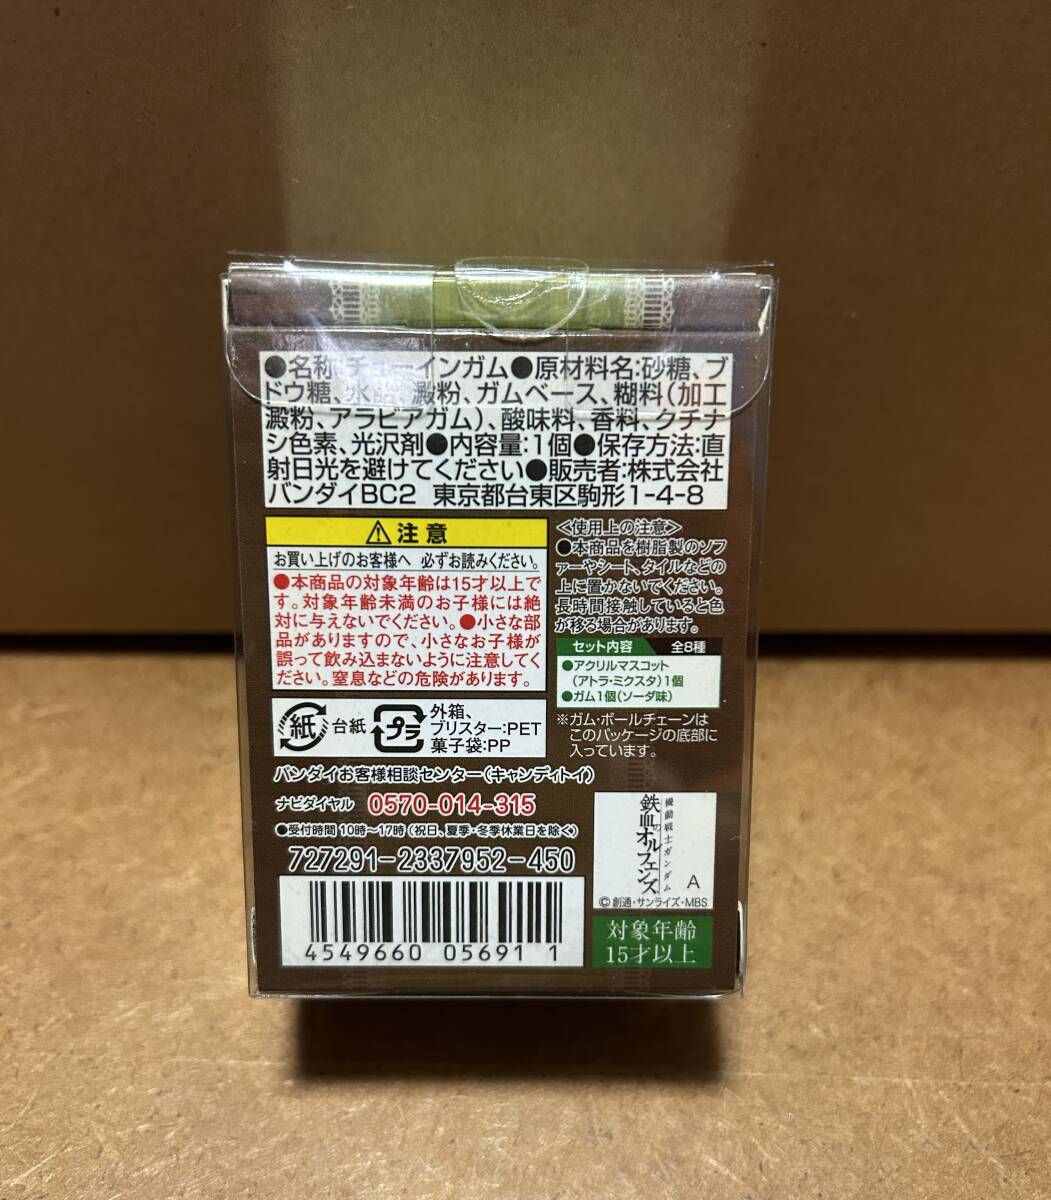 ●名称:チューインガム●原材料名:砂糖、ブ
ドウ糖、水飴、澱粉、ガムベース、糊料(加工
澱粉、アラビアガム)、酸味料、香料、クチナ
シ色素、光沢剤●内容量:1個●保存方法:直
射日光を避けてください●販売者:株式会社
バンダイBC2 東京都台東区駒形1-4-8
注意
お買い上げのお客様へ 必ずお読みください。
●本商品の対象年齢は15才以上で
す。対象年齢未満のお子様には絶
対に与えないでください。●小さな部
品がありますので、小さなお子様が
誤って飲み込まないように注意してく
ださい。窒息などの危険があります。
<使用上の注意>
●本商品を樹脂製のソフ
ァーやシート、タイルなどの
上に置かないでください。
長時間接触していると色
が移る場合があります。
セット内容 全8種
●アクリルマスコット
(アトラ・ミクスタ)1個
●ガム1個(ソーダ味)
※ガム・ボールチェーンは
このパッケージの底部に
入っています。
紙 台紙
プラ 外箱、
ブリスター:PET
菓子袋:PP
バンダイお客様相談センター(キャンディトイ)
ナビダイヤル 0570-014-315
●受付時間 10時~17時(祝日、夏季・冬季休業日を除く)
727291-2337952-450
4549660 05691 1
機動戦士ガンダム
鉄血のオルフェンズ
A
©創通・サンライズ・MBS
対象年齢
15才以上